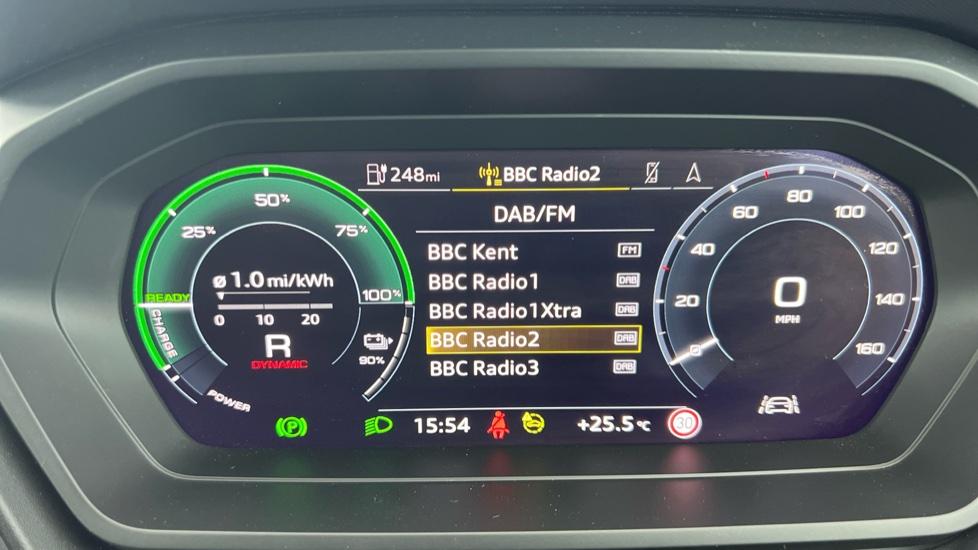 248mi
BBC Radio2
DAB/FM
BBC Kent FM
BBC Radio1 DAB
BBC Radio1Xtra DAB
BBC Radio2 DAB
BBC Radio3 DAB
25%
50%
75%
100%
READY
CHARGE
POWER
ø 1.0 mi/kWh
0 10 20
R
DYNAMIC
90%
0
20
40
60
80
100
120
140
160
0
MPH
P
15:54
+25.5 °C
30